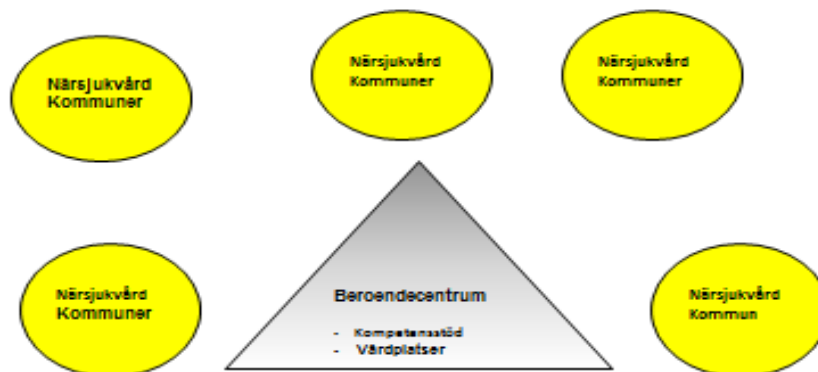 Närsjukvård
Kommuner
Närsjukvård
Kommuner
Närsjukvård
Kommuner
Närsjukvård
Kommuner
Beroendecentrum
- Kompetensstöd
- Vårdplatser
Närsjukvård
Kommun